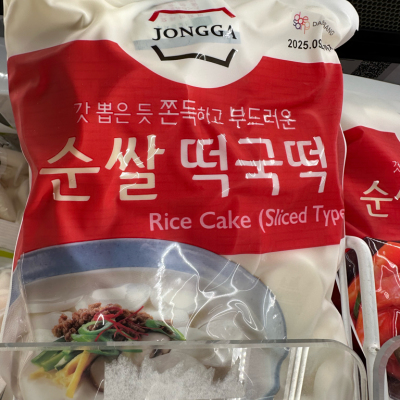 JONGGA
DAESANG
갓 뽑은 듯 쫀득하고 부드러운
순쌀 떡국떡
Rice Cake (Sliced Type